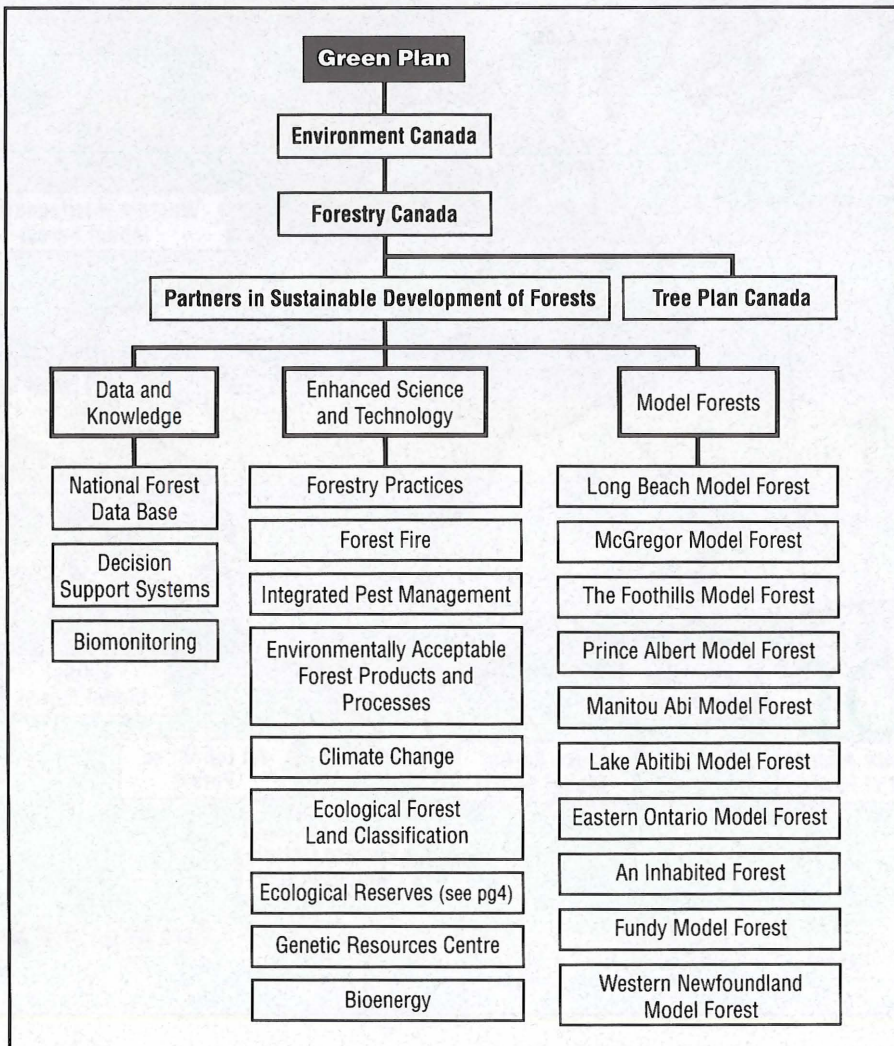 Green Plan
Environment Canada
Forestry Canada
Partners in Sustainable Development of Forests
Tree Plan Canada
Data and
Knowledge
National Forest
Data Base
Decision
Support Systems
Biomonitoring
Enhanced Science
and Technology
Forestry Practices
Forest Fire
Integrated Pest Management
Environmentally Acceptable
Forest Products and
Processes
Climate Change
Ecological Forest
Land Classification
Ecological Reserves (see pg4)
Genetic Resources Centre
Bioenergy
Model Forests
Long Beach Model Forest
McGregor Model Forest
The Foothills Model Forest
Prince Albert Model Forest
Manitou Abi Model Forest
Lake Abitibi Model Forest
Eastern Ontario Model Forest
An Inhabited Forest
Fundy Model Forest
Western Newfoundland
Model Forest